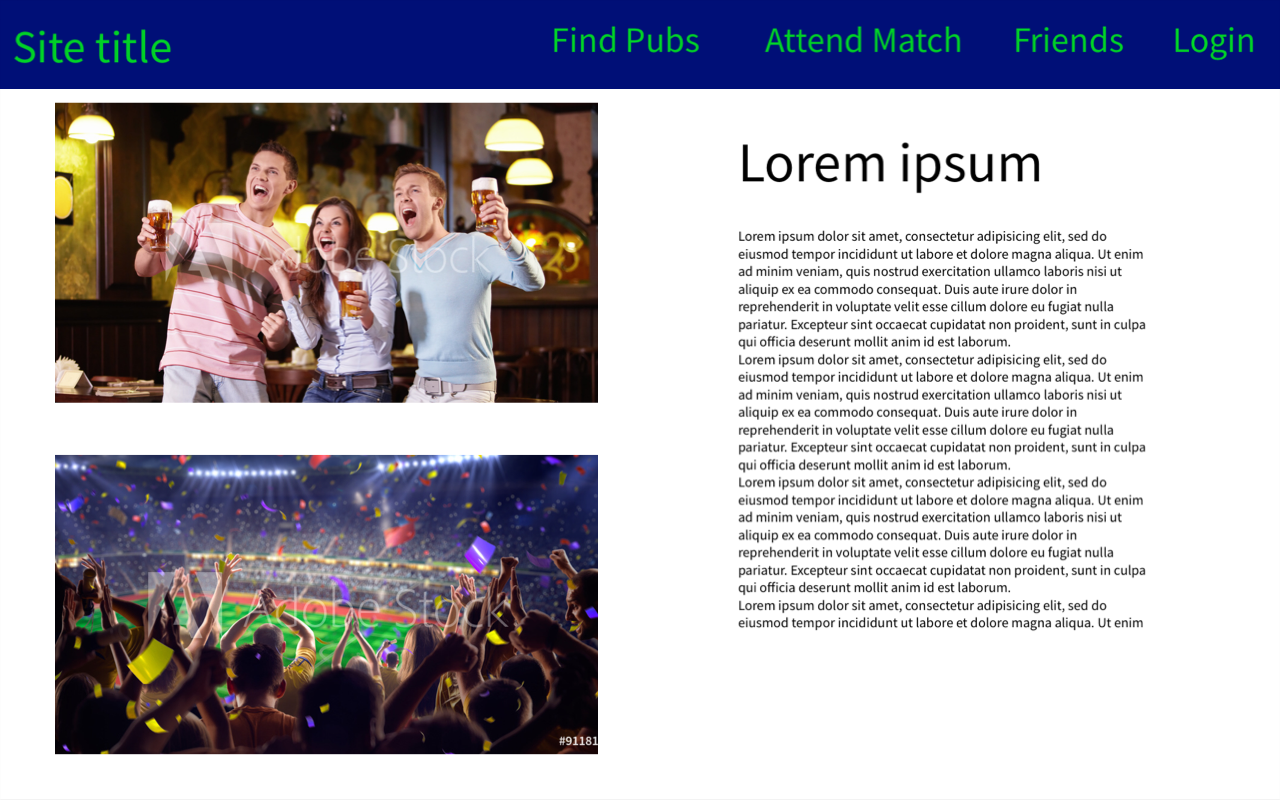 Site title
Find Pubs
Attend Match
Friends
Login
Adobe Stock
Adobe Stock
#91181
Lorem ipsum
Lorem ipsum dolor sit amet, consectetur adipisicing elit, sed do
eiusmod tempor incididunt ut labore et dolore magna aliqua. Ut enim
ad minim veniam, quis nostrud exercitation ullamco laboris nisi ut
aliquip ex ea commodo consequat. Duis aute irure dolor in
reprehenderit in voluptate velit esse cillum dolore eu fugiat nulla
pariatur. Excepteur sint occaecat cupidatat non proident, sunt in culpa
qui officia deserunt mollit anim id est laborum.
Lorem ipsum dolor sit amet, consectetur adipisicing elit, sed do
eiusmod tempor incididunt ut labore et dolore magna aliqua. Ut enim
ad minim veniam, quis nostrud exercitation ullamco laboris nisi ut
aliquip ex ea commodo consequat. Duis aute irure dolor in
reprehenderit in voluptate velit esse cillum dolore eu fugiat nulla
pariatur. Excepteur sint occaecat cupidatat non proident, sunt in culpa
qui officia deserunt mollit anim id est laborum.
Lorem ipsum dolor sit amet, consectetur adipisicing elit, sed do
eiusmod tempor incididunt ut labore et dolore magna aliqua. Ut enim
ad minim veniam, quis nostrud exercitation ullamco laboris nisi ut
aliquip ex ea commodo consequat. Duis aute irure dolor in
reprehenderit in voluptate velit esse cillum dolore eu fugiat nulla
pariatur. Excepteur sint occaecat cupidatat non proident, sunt in culpa
qui officia deserunt mollit anim id est laborum.
Lorem ipsum dolor sit amet, consectetur adipisicing elit, sed do
eiusmod tempor incididunt ut labore et dolore magna aliqua. Ut enim